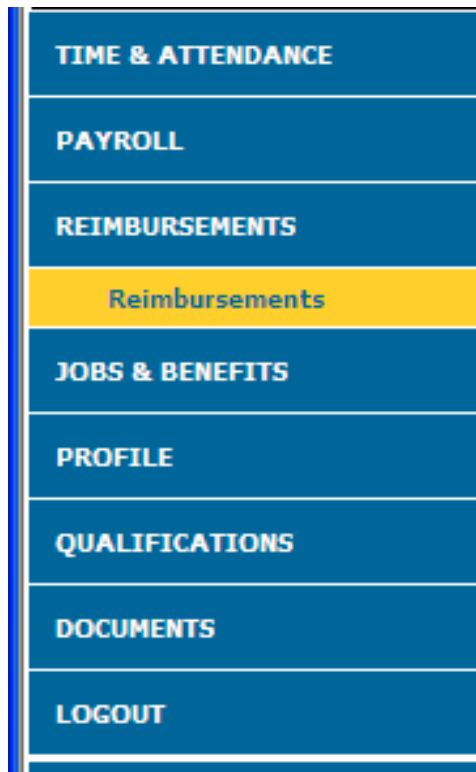 TIME & ATTENDANCE
PAYROLL
REIMBURSEMENTS
Reimbursements
JOBS & BENEFITS
PROFILE
QUALIFICATIONS
DOCUMENTS
LOGOUT